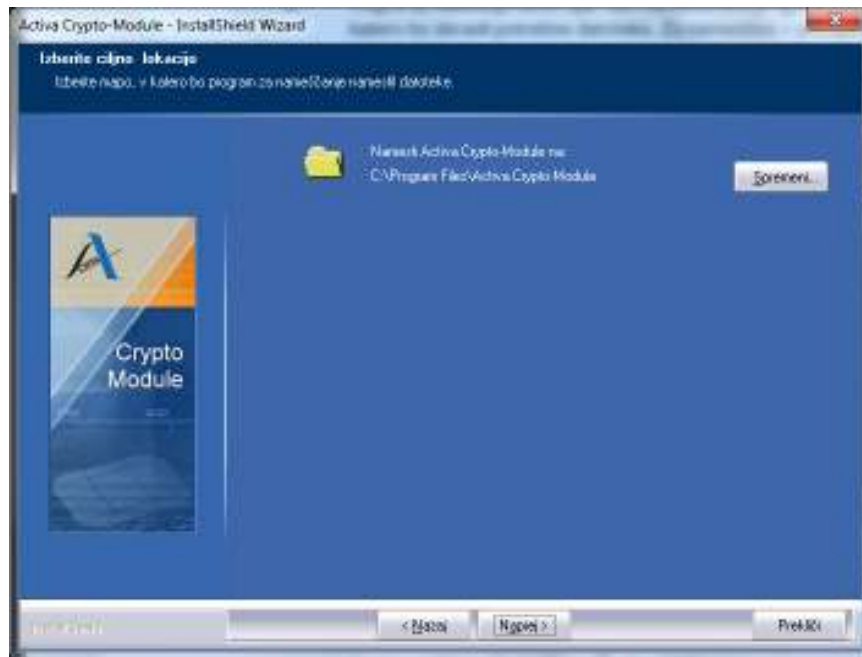 Activa Crypto-Module - InstallShield Wizard
Izberite ciljno lokacijo
Izberite mapo, v katero bo program za nameščanje namestil datoteke.
Namesti Activa Crypto-Module na:
C:\Program Files\Activa Crypto Module
Spremeni...
Crypto
Module
< Nazaj
Naprej >
Prekliči